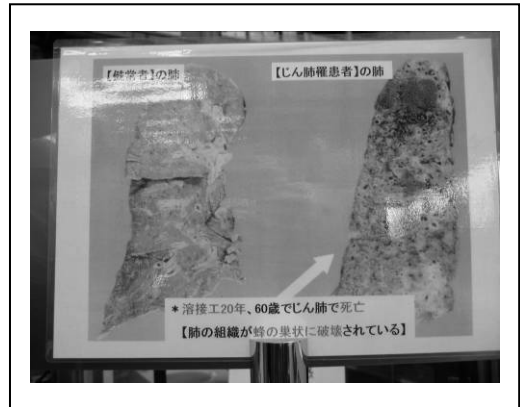 【健常者】の肺
【じん肺罹患者】の肺
＊溶接工20年、60歳でじん肺で死亡
【肺の組織が蜂の巣状に破壊されている】